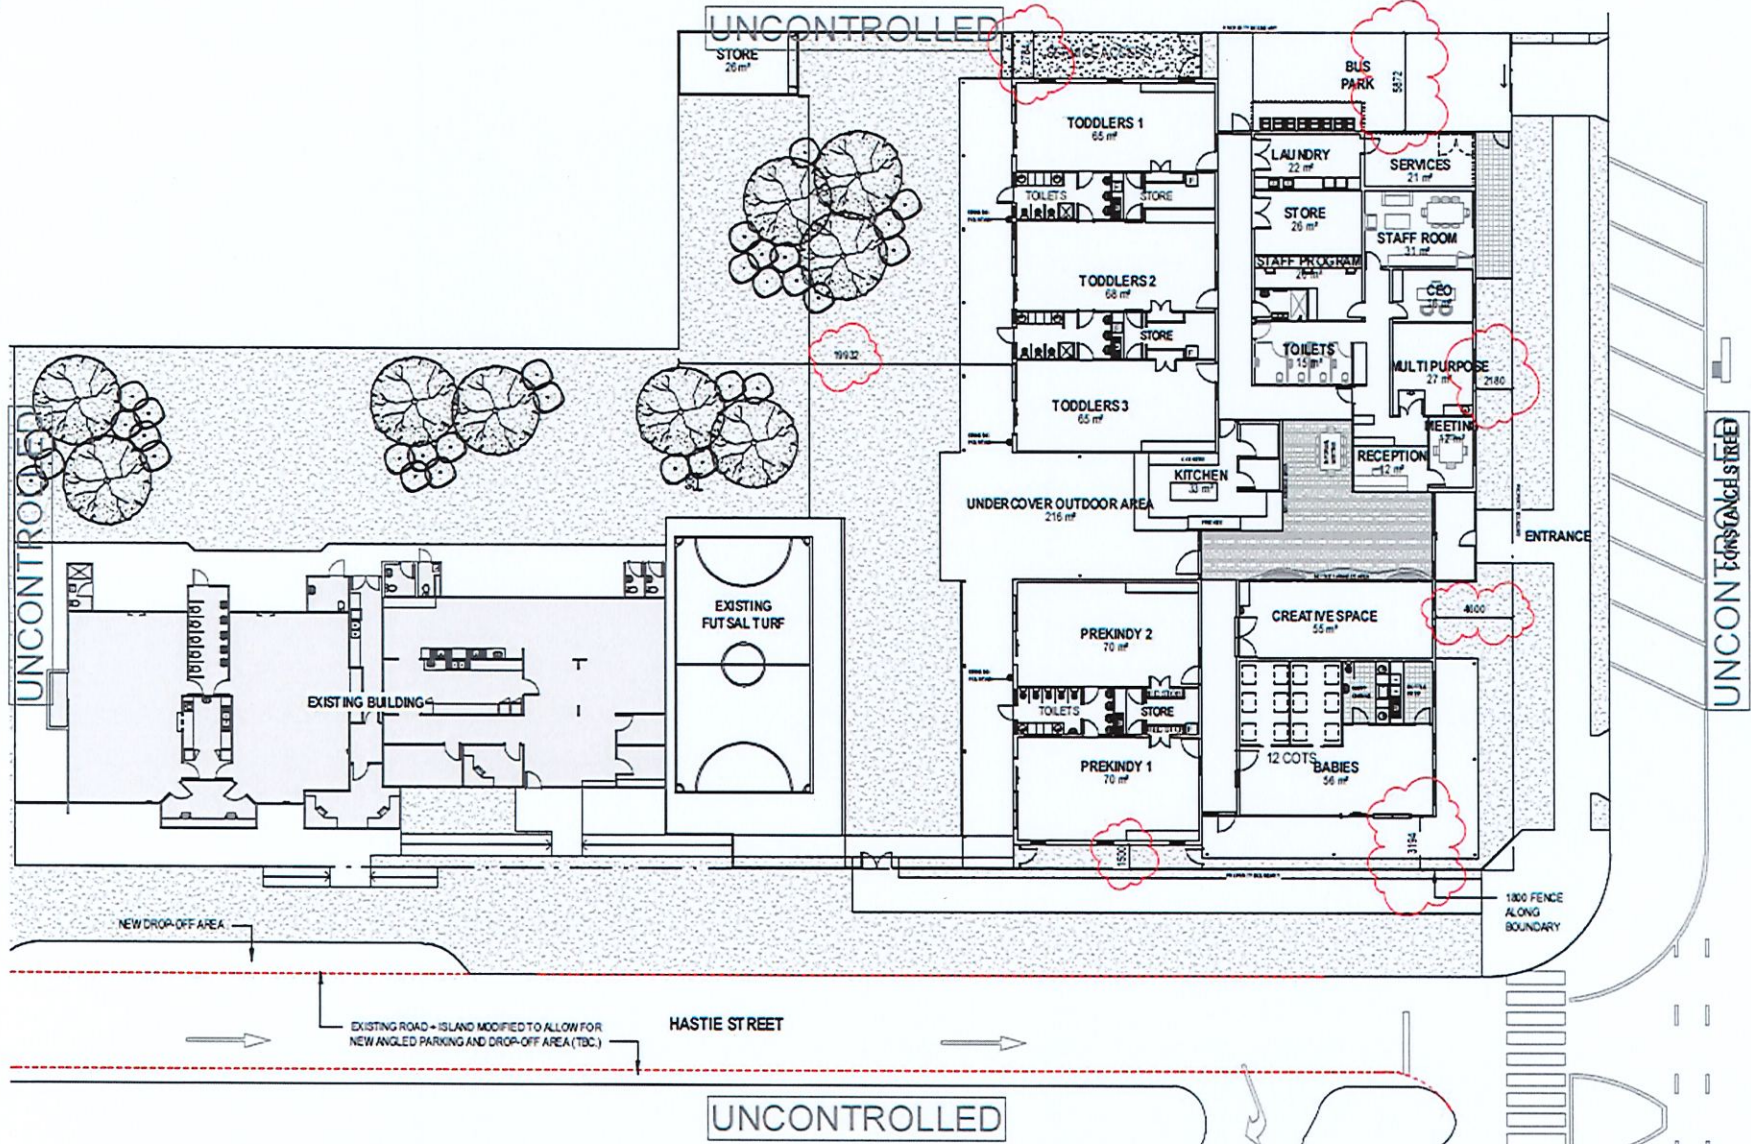 UNCONTROLLED
STORE
26 m²
2784
BUS
PARK
5872
TODDLERS 1
65 m²
LAUNDRY
22 m²
SERVICES
21 m²
TOILETS
STORE
STORE
26 m²
STAFF ROOM
31 m²
STAFF PROGRAM
TODDLERS 2
68 m²
CEO
STORE
TOILETS
15 m²
19932
MULTI PURPOSE
27 m²
2180
TODDLERS 3
65 m²
MEETING
12 m²
RECEPTION
12 m²
KITCHEN
33 m²
UNDERCOVER OUTDOOR AREA
216 m²
ENTRANCE
CONSTANCE STREET
UNCONTROLLED
UNCONTROLLED
EXISTING
FUTSAL TURF
CREATIVE SPACE
55 m²
4600
PREKINDY 2
70 m²
EXISTING BUILDING
TOILETS
STORE
12 COTS
PREKINDY 1
70 m²
BABIES
56 m²
1500
3194
1800 FENCE
ALONG
BOUNDARY
NEW DROP-OFF AREA
EXISTING ROAD + ISLAND MODIFIED TO ALLOW FOR
NEW ANGLED PARKING AND DROP-OFF AREA (TBC.)
HASTIE STREET
UNCONTROLLED